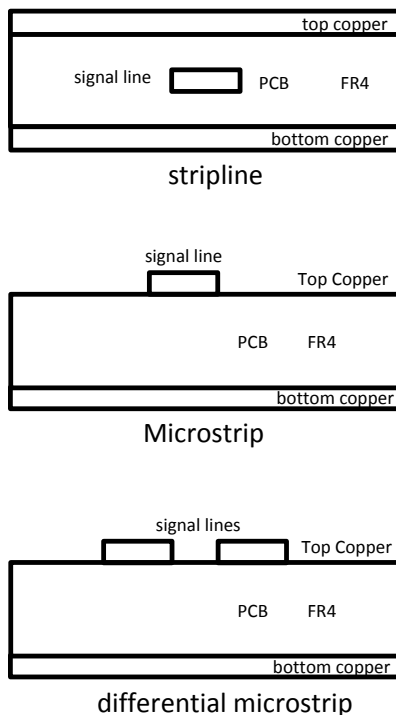 top copper
signal line
PCB FR4
bottom copper
stripline
signal line
Top Copper
PCB FR4
bottom copper
Microstrip
signal lines
Top Copper
PCB FR4
bottom copper
differential microstrip